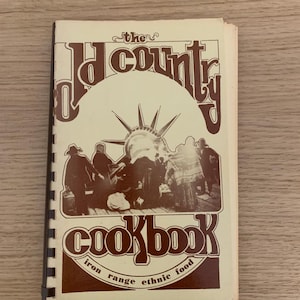 the
old country
cookbook
iron range ethnic food